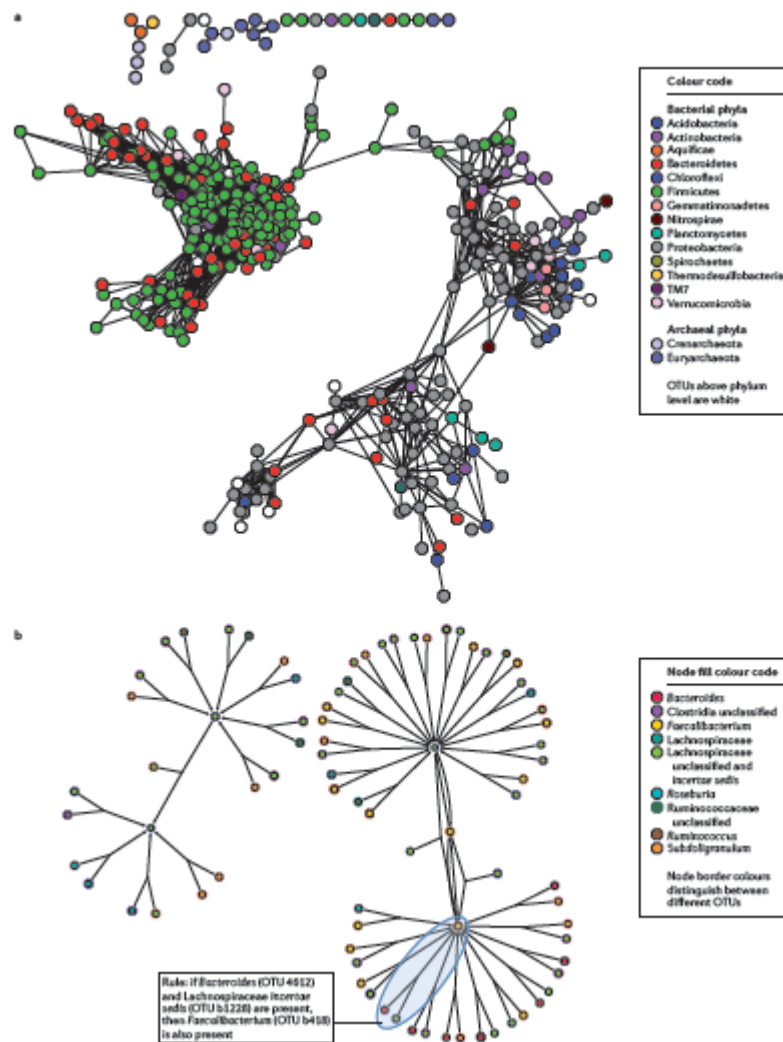 a
Colour code
Bacterial phyla
Acidobacteria
Actinobacteria
Aquificae
Bacteroidetes
Chloroflexi
Firmicutes
Gemmatimonadetes
Nitrospirae
Planctomycetes
Proteobacteria
Spirochaetes
Thermodesulfobacteria
TM7
Verrucomicrobia
Archaeal phyla
Crenarchaeota
Euryarchaeota
OTUs above phylum
level are white
b
Node fill colour code
Bacteroides
Clostridia unclassified
Faecalibacterium
Lachnospiraceae
Lachnospiraceae
unclassified and
incertae sedis
Roseburia
Ruminococcaceae
unclassified
Ruminococcus
Subdoligranulum
Node border colours
distinguish between
different OTUs
Rule: if Bacteroides (OTU 4612)
and Lachnospiraceae incertae
sedis (OTU b1228) are present,
then Faecalibacterium (OTU b418)
is also present